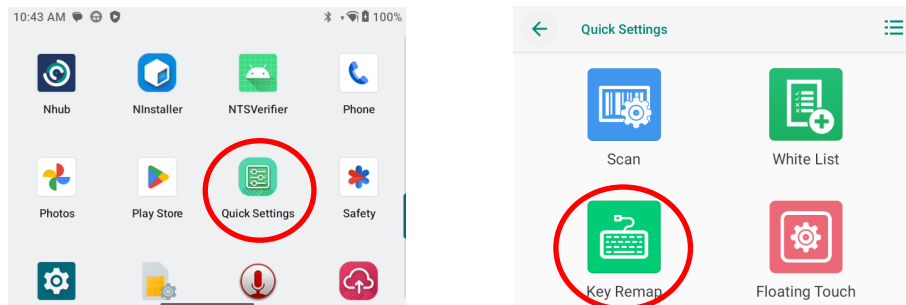 10:43 AM 100%
Nhub NInstaller NTSVerifier Phone
Photos Play Store Quick Settings Safety
Quick Settings
Scan White List
Key Remap Floating Touch